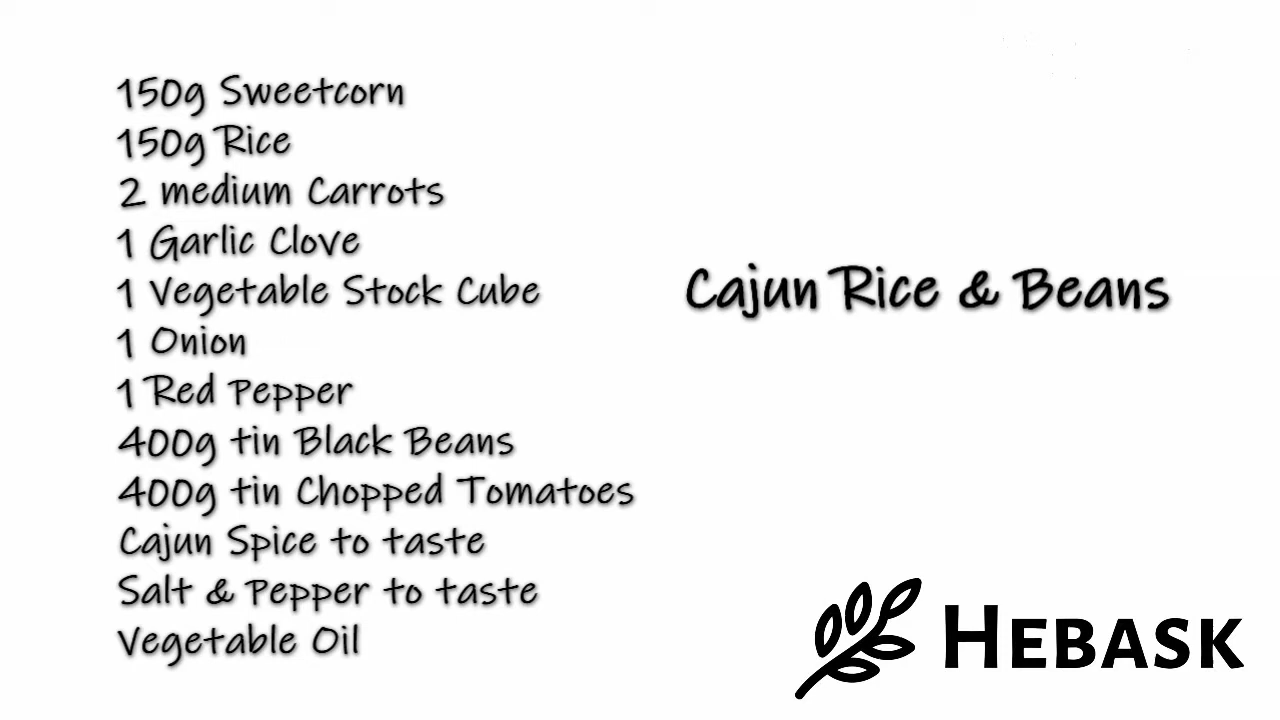 150g Sweetcorn
150g Rice
2 medium Carrots
1 Garlic Clove
1 Vegetable Stock Cube
1 Onion
1 Red Pepper
400g tin Black Beans
400g tin Chopped Tomatoes
Cajun Spice to taste
Salt & Pepper to taste
Vegetable Oil
Cajun Rice & Beans
HEBASK